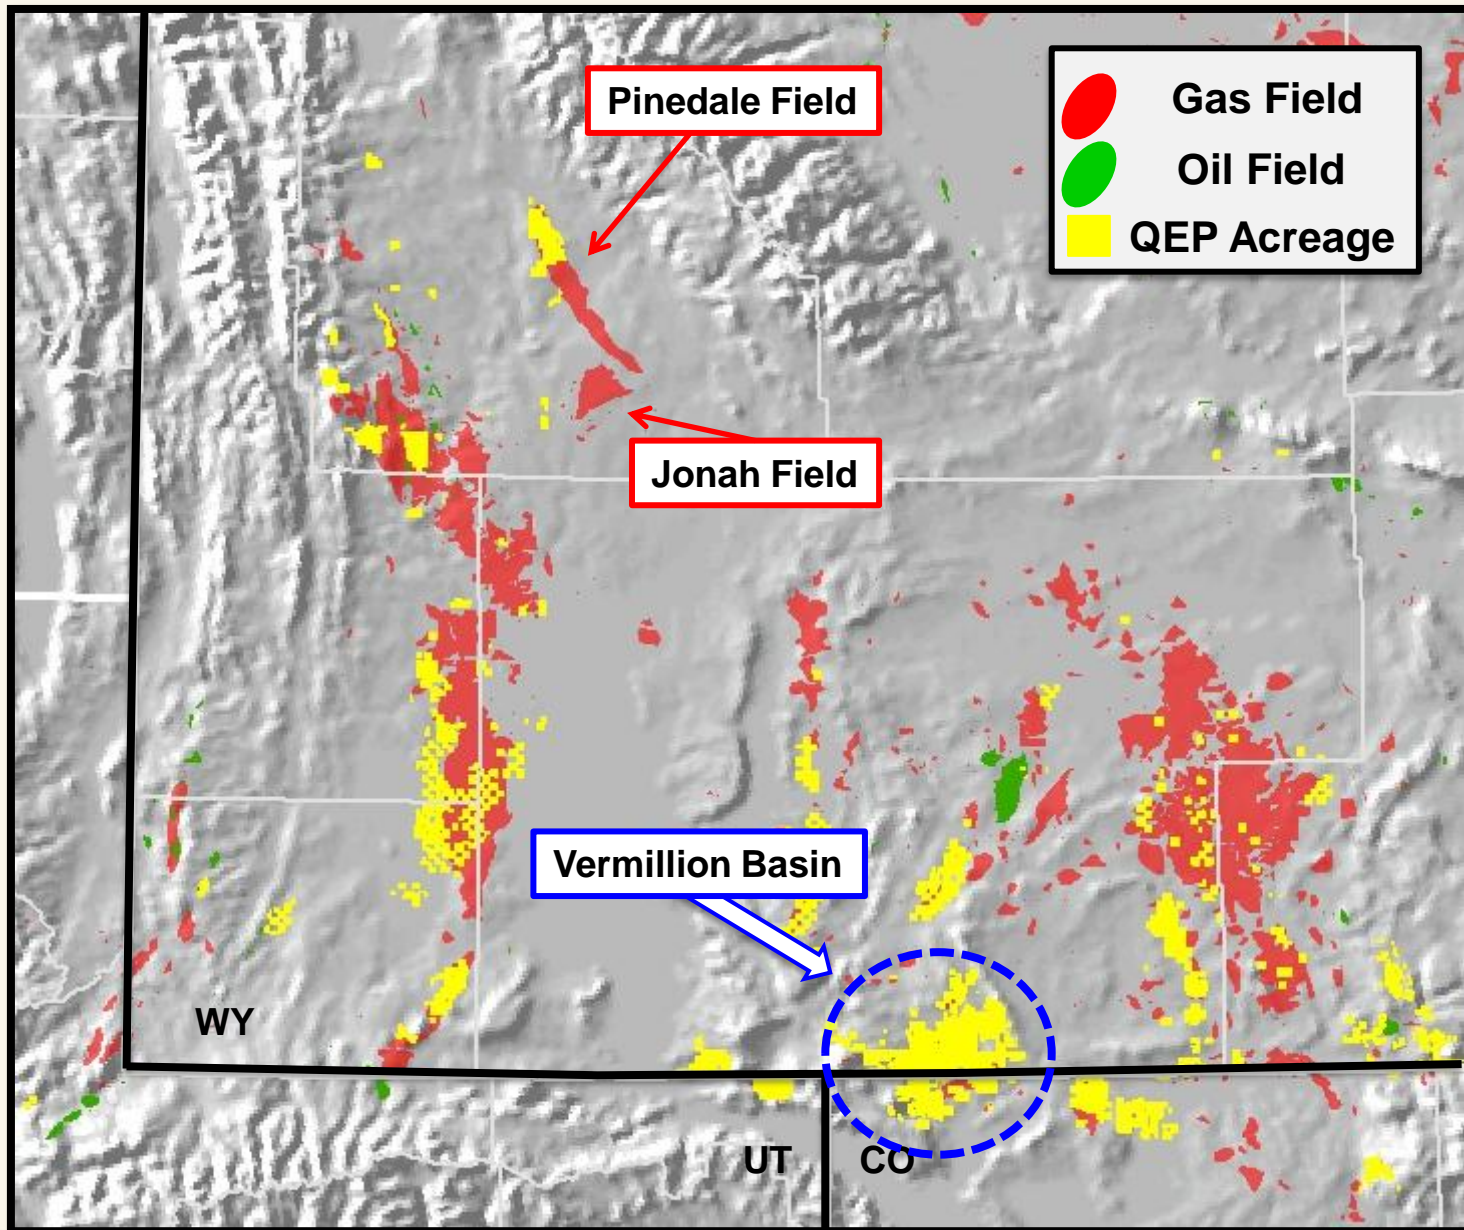 Pinedale Field
Gas Field
Oil Field
QEP Acreage
Jonah Field
Vermillion Basin
WY
UT
CO